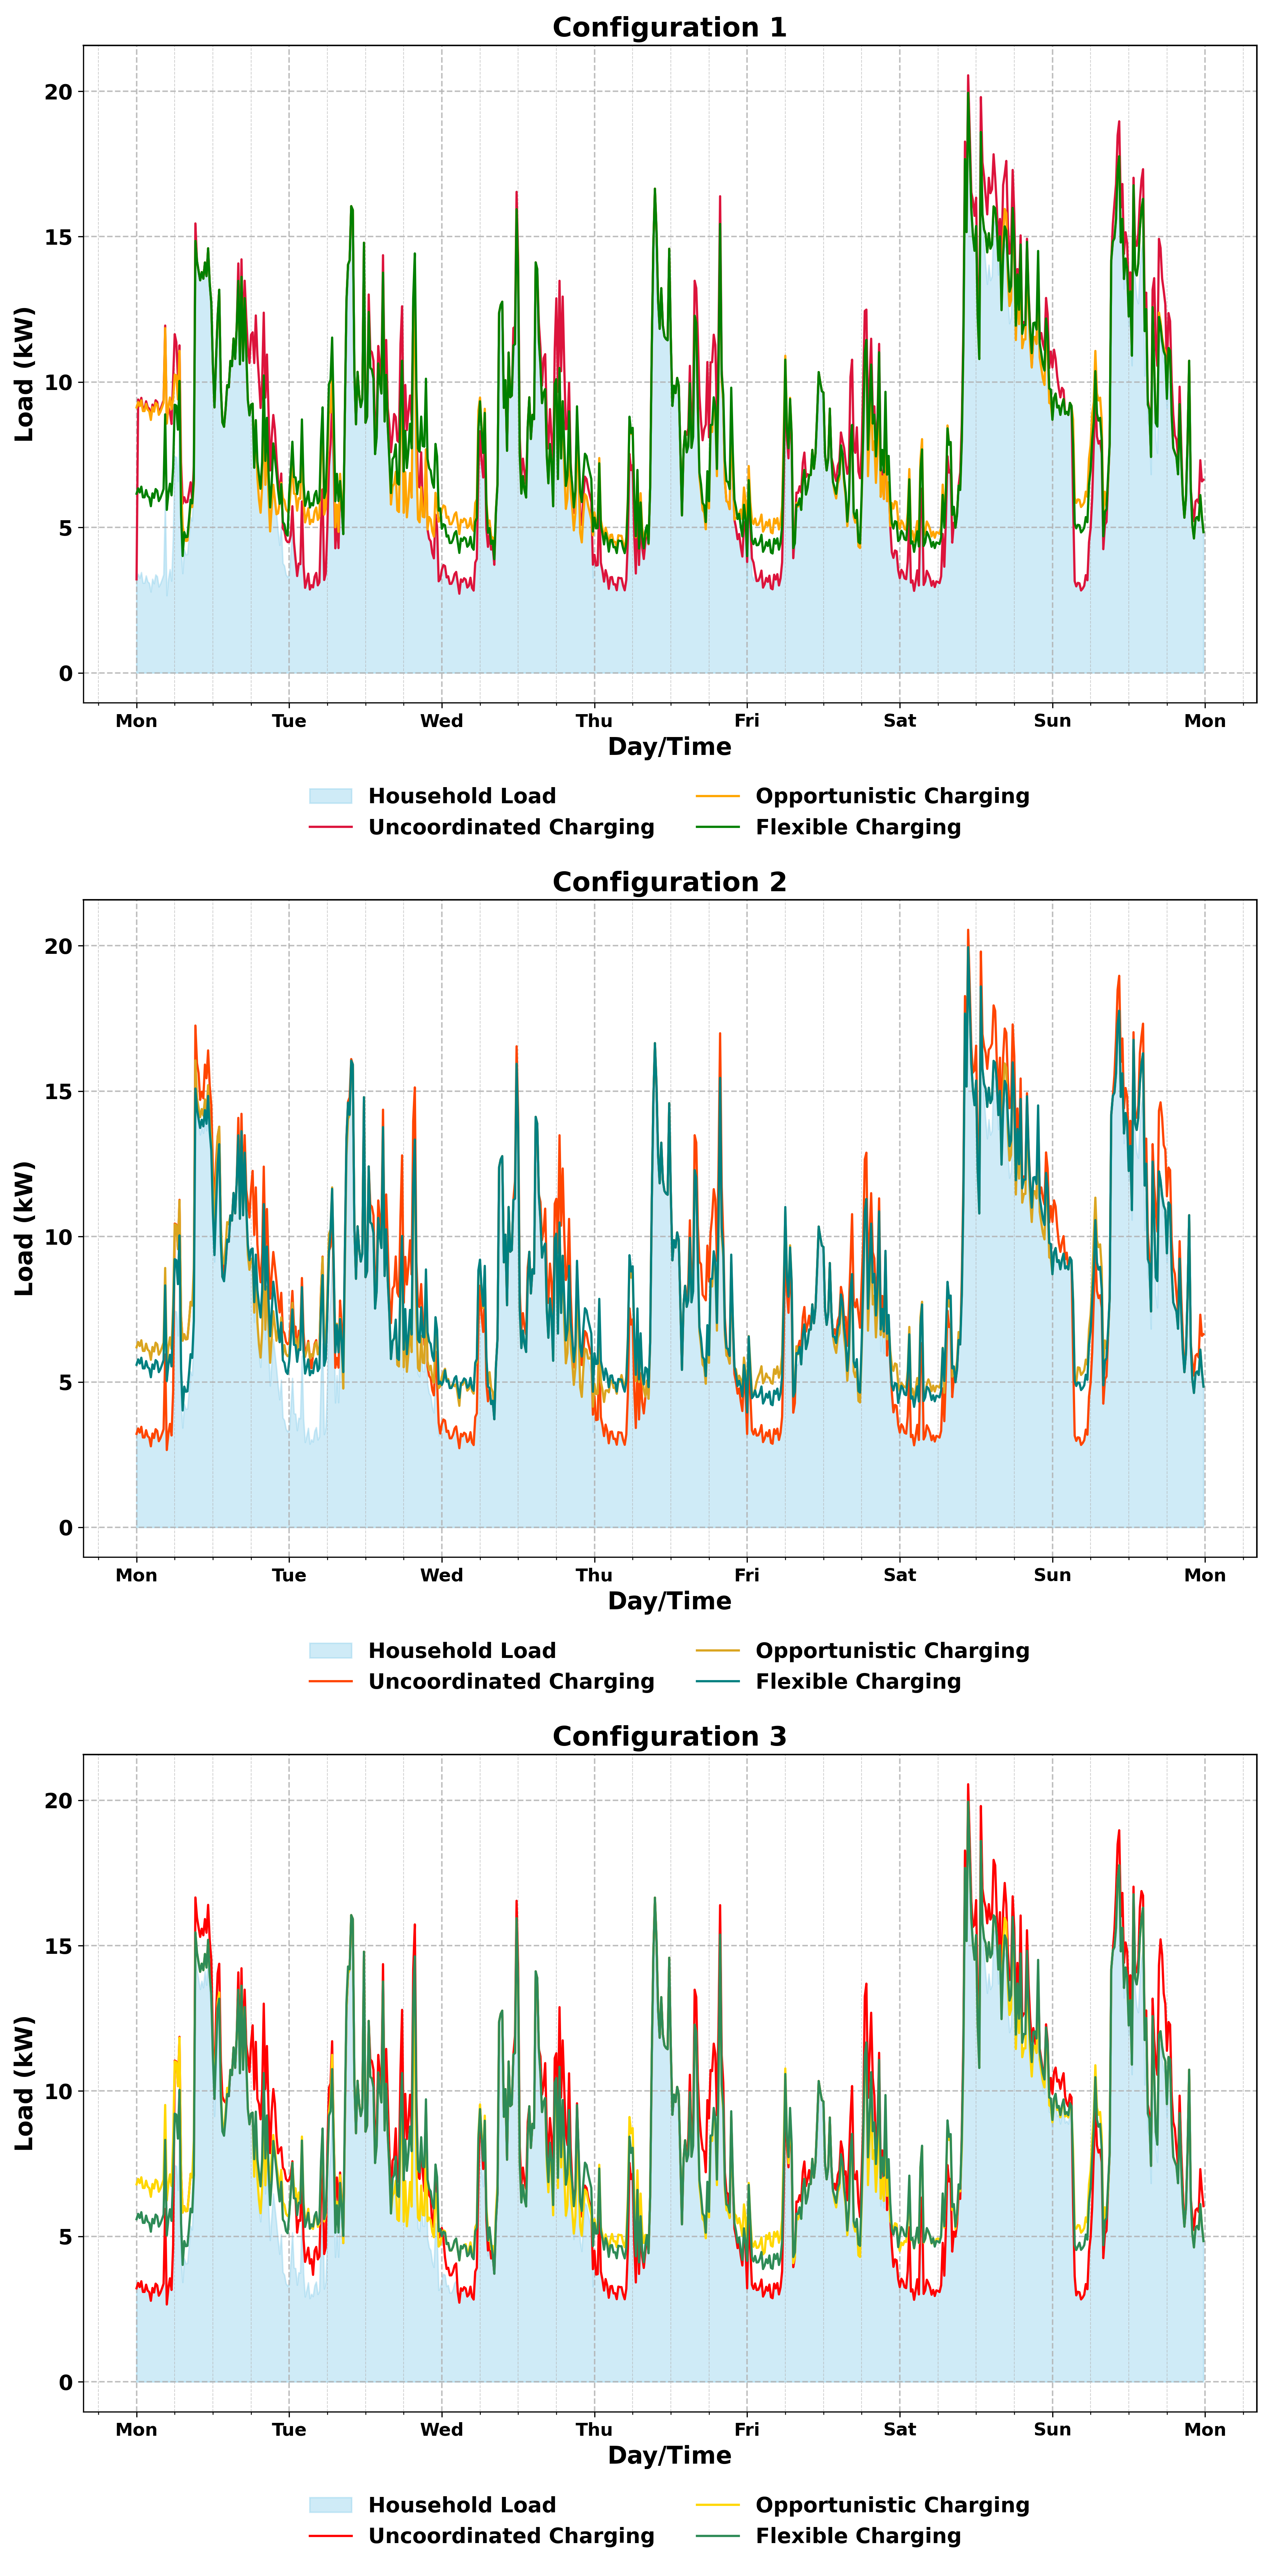 Configuration 1
Load (kW)
20
15
10
5
0
Mon Tue Wed Thu Fri Sat Sun Mon
Day/Time
Household Load Opportunistic Charging
Uncoordinated Charging Flexible Charging
Configuration 2
Load (kW)
20
15
10
5
0
Mon Tue Wed Thu Fri Sat Sun Mon
Day/Time
Household Load Opportunistic Charging
Uncoordinated Charging Flexible Charging
Configuration 3
Load (kW)
20
15
10
5
0
Mon Tue Wed Thu Fri Sat Sun Mon
Day/Time
Household Load Opportunistic Charging
Uncoordinated Charging Flexible Charging